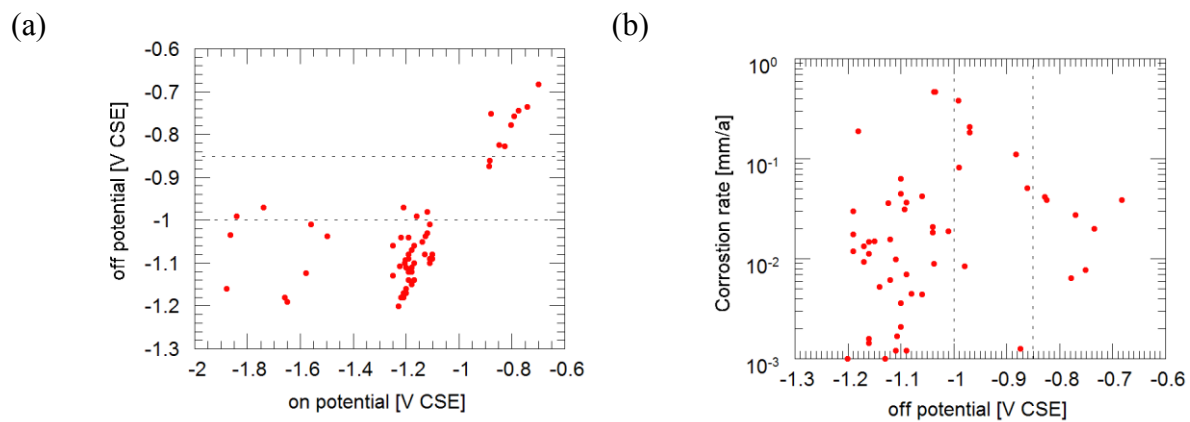 (a)
-0.6
-0.7
-0.8
-0.9
-1
-1.1
-1.2
-1.3
off potential [V CSE]
-2 -1.8 -1.6 -1.4 -1.2 -1 -0.8 -0.6
on potential [V CSE]
(b)
10^0
10^-1
10^-2
10^-3
Corrostion rate [mm/a]
-1.3 -1.2 -1.1 -1 -0.9 -0.8 -0.7 -0.6
off potential [V CSE]